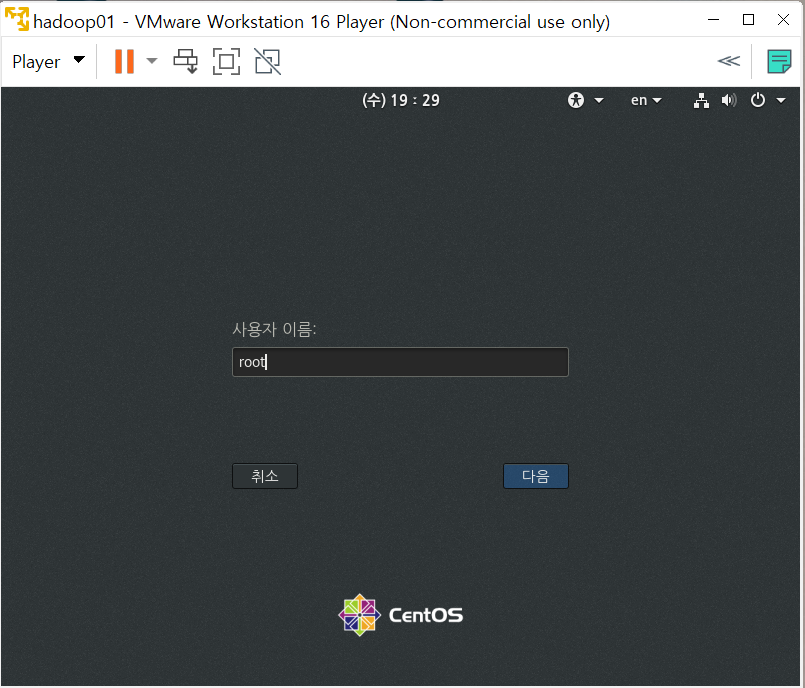 hadoop01 - VMware Workstation 16 Player (Non-commercial use only)
Player
(수) 19 : 29
en
사용자 이름:
root
취소
다음
CentOS